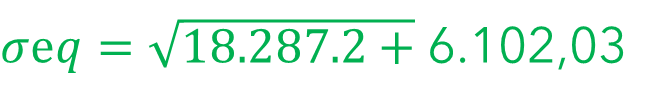 σeq = √18.287.2 + 6.102,03